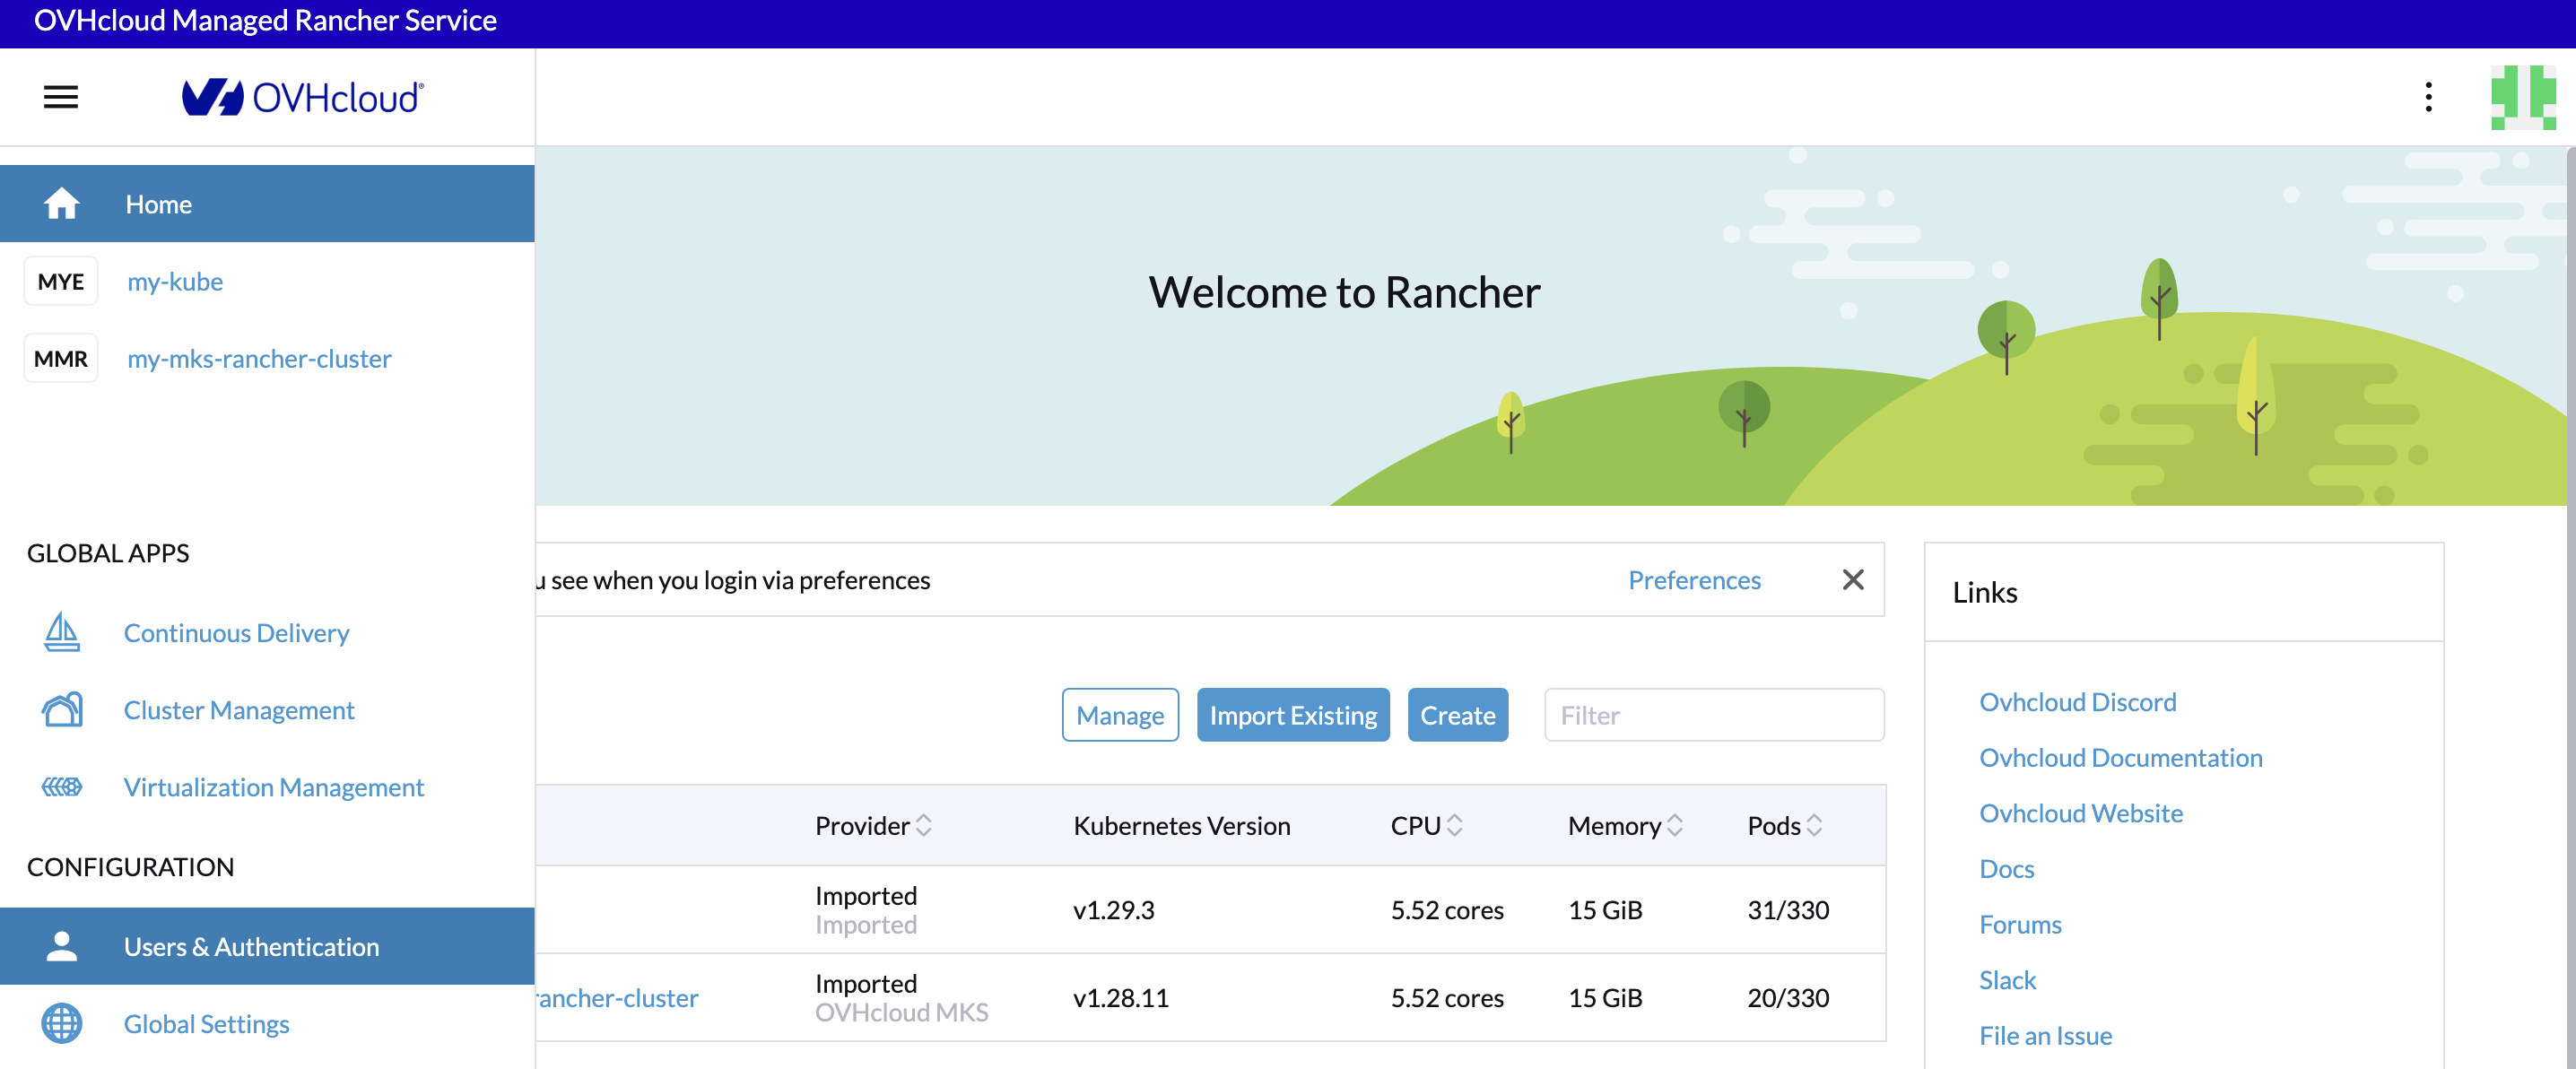 OVHcloud Managed Rancher Service
OVHcloud
Home
MYE my-kube
MMR my-mks-rancher-cluster
GLOBAL APPS
Continuous Delivery
Cluster Management
Virtualization Management
CONFIGURATION
Users & Authentication
Global Settings
Welcome to Rancher
u see when you login via preferences Preferences
Manage Import Existing Create Filter
Provider Kubernetes Version CPU Memory Pods
Imported
Imported
v1.29.3 5.52 cores 15 GiB 31/330
rancher-cluster
Imported
OVHcloud MKS
v1.28.11 5.52 cores 15 GiB 20/330
Links
Ovhcloud Discord
Ovhcloud Documentation
Ovhcloud Website
Docs
Forums
Slack
File an Issue